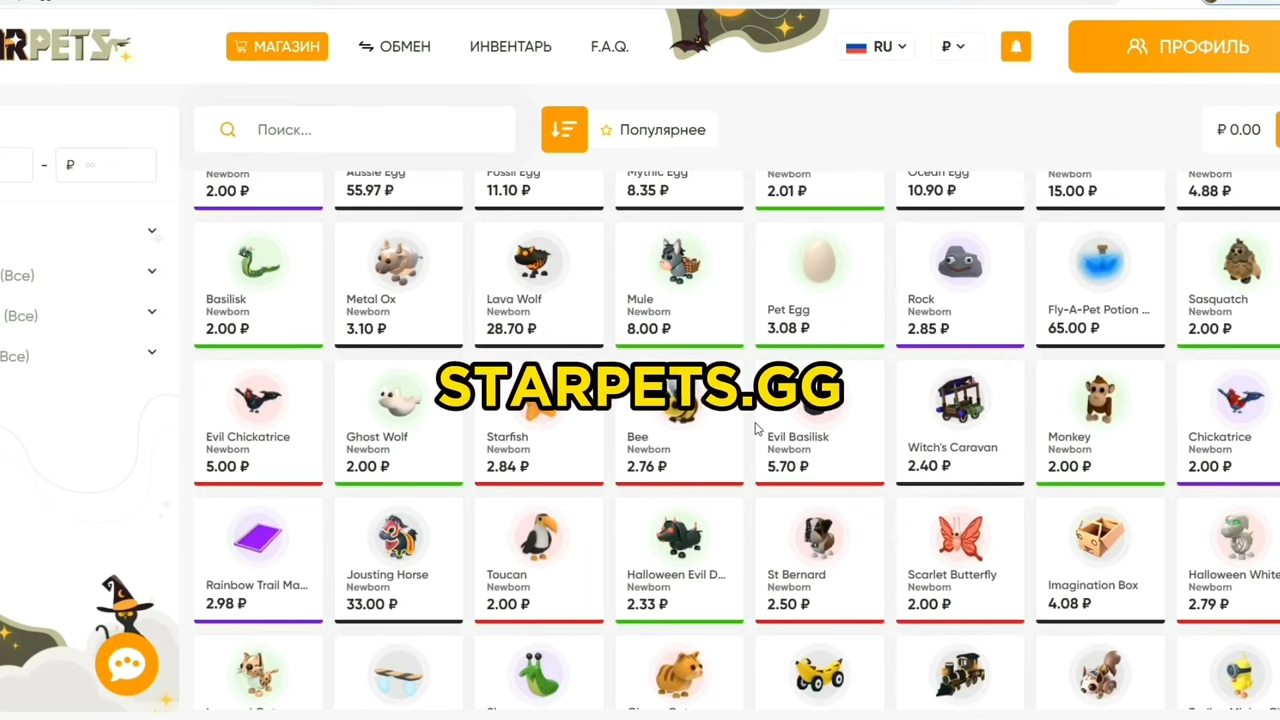 STARPETS
МАГАЗИН
ОБМЕН
ИНВЕНТАРЬ
F.A.Q.
RU
₽
ПРОФИЛЬ
Поиск...
Популярнее
₽ 0.00
- ₽ ∞
(Все)
(Все)
(Все)
Newborn
2.00 ₽
Aussie Egg
55.97 ₽
Fossil Egg
11.10 ₽
Mythic Egg
8.35 ₽
Newborn
2.01 ₽
Ocean Egg
10.90 ₽
Newborn
15.00 ₽
Newborn
4.88 ₽
Basilisk
Newborn
2.00 ₽
Metal Ox
Newborn
3.10 ₽
Lava Wolf
Newborn
28.70 ₽
Mule
Newborn
8.00 ₽
Pet Egg
3.08 ₽
Rock
Newborn
2.85 ₽
Fly-A-Pet Potion ...
65.00 ₽
Sasquatch
Newborn
2.00 ₽
STARPETS.GG
Evil Chickatrice
Newborn
5.00 ₽
Ghost Wolf
Newborn
2.00 ₽
Starfish
Newborn
2.84 ₽
Bee
Newborn
2.76 ₽
Evil Basilisk
Newborn
5.70 ₽
Witch's Caravan
2.40 ₽
Monkey
Newborn
2.00 ₽
Chickatrice
Newborn
2.00 ₽
Rainbow Trail Ma...
2.98 ₽
Jousting Horse
Newborn
33.00 ₽
Toucan
Newborn
2.00 ₽
Halloween Evil D...
Newborn
2.33 ₽
St Bernard
Newborn
2.50 ₽
Scarlet Butterfly
Newborn
2.00 ₽
Imagination Box
4.08 ₽
Halloween White
Newborn
2.79 ₽